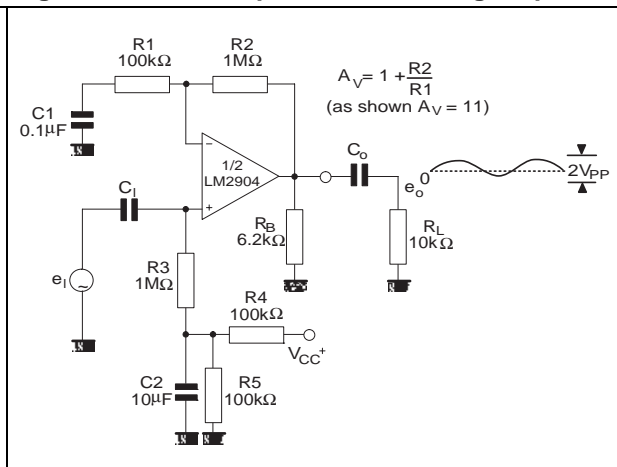 R1
100kΩ
R2
1MΩ
A_V = 1 + R2/R1
(as shown A_V = 11)
C1
0.1µF
1/2
LM2904
C_I
C_o
e_o
0
2V_PP
R_B
6.2kΩ
R_L
10kΩ
e_I
~
R3
1MΩ
R4
100kΩ
V_CC+
C2
10µF
R5
100kΩ